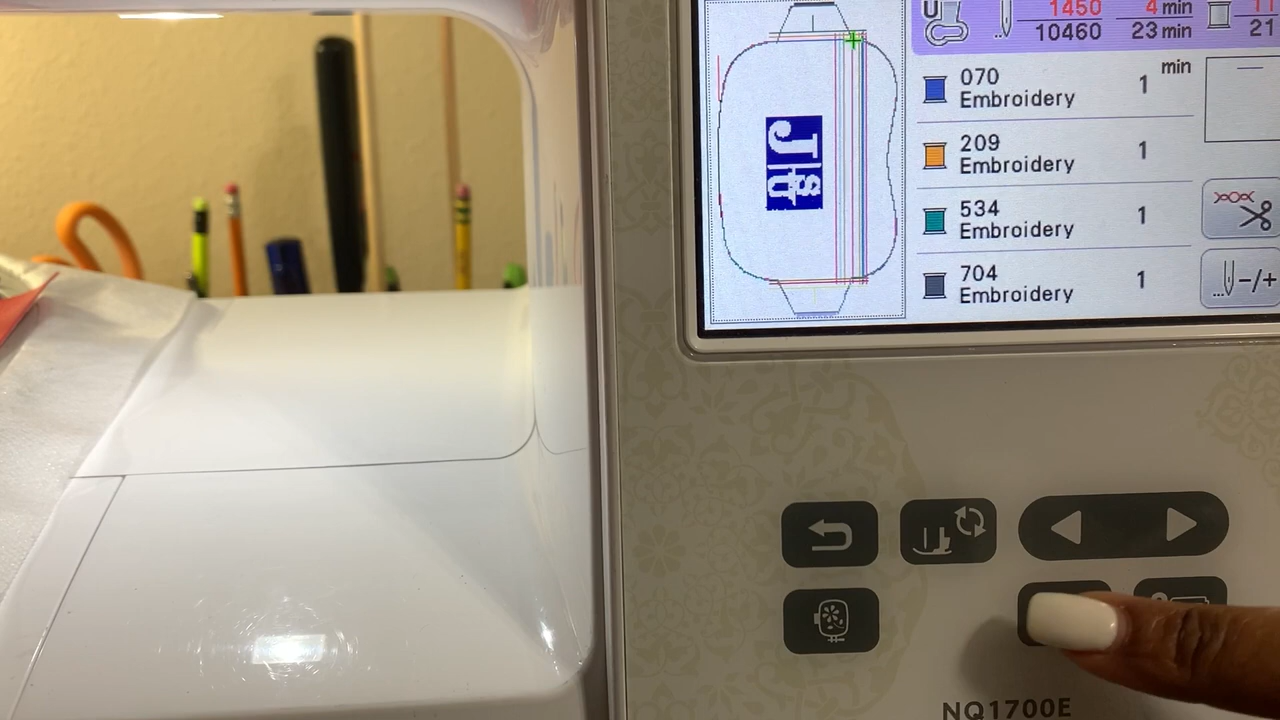 U 1450 4 min 11
10460 23 min 21
min
070
Embroidery 1
209
Embroidery 1
534
Embroidery 1
704
Embroidery 1
-/+
NQ1700E